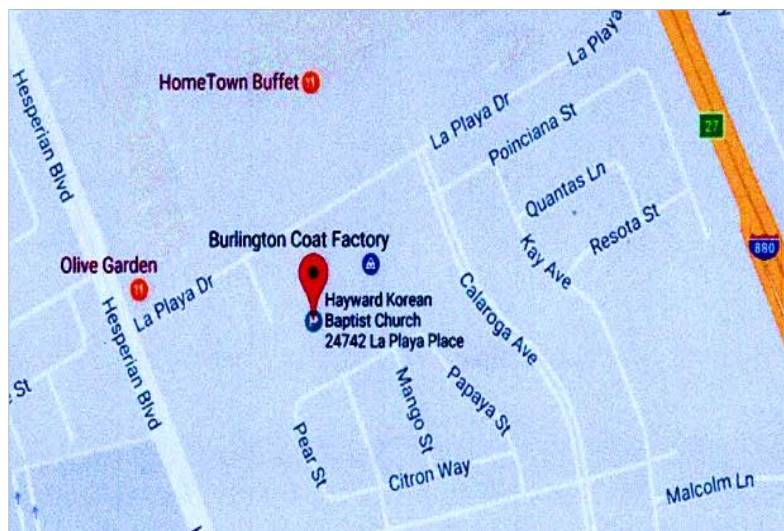 La Playa
HomeTown Buffet
Hesperian Blvd
La Playa Dr
Poinciana St
27
Quantas Ln
Resota St
Kay Ave
880
Burlington Coat Factory
Olive Garden
La Playa Dr
Hayward Korean
Baptist Church
24742 La Playa Place
Calaroga Ave
Hesperian Blvd
Mango St
Papaya St
Pear St
Citron Way
Malcolm Ln
St